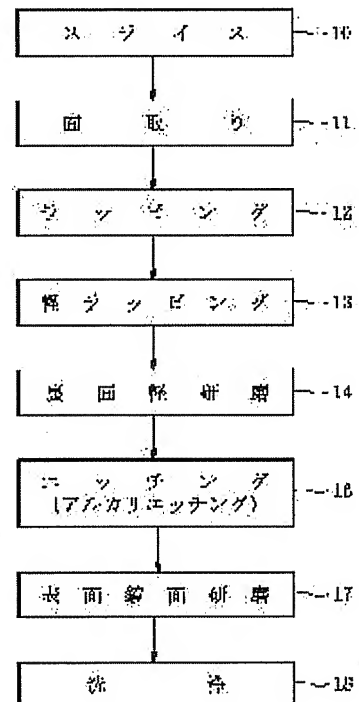 スライス 10
面取り 11
ラッピング 12
ラッピング 13
面 研磨 14
エッチング 16
(アルカリエッチング)
表面鏡面研磨 17
洗浄